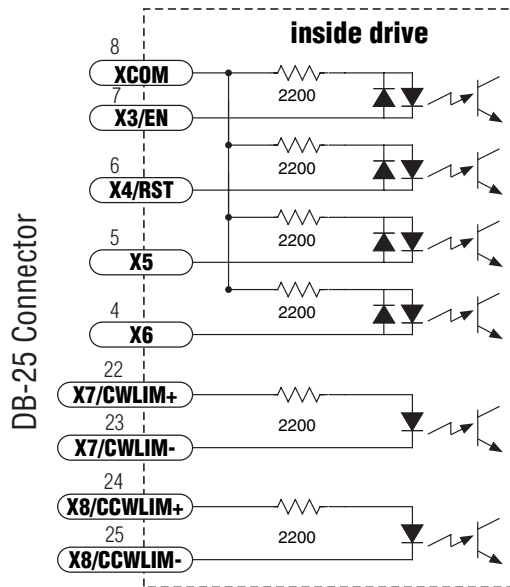 inside drive
DB-25 Connector
8
XCOM
2200
7
X3/EN
6
X4/RST
2200
5
X5
2200
4
X6
2200
22
X7/CWLIM+
2200
23
X7/CWLIM-
24
X8/CCWLIM+
2200
25
X8/CCWLIM-